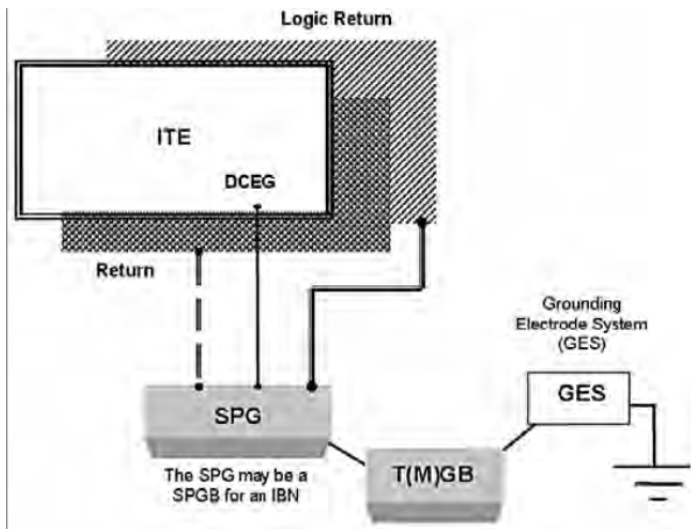 Logic Return
ITE
DCEG
Return
Grounding
Electrode System
(GES)
GES
SPG
The SPG may be a
SPGB for an IBN
T(M)GB